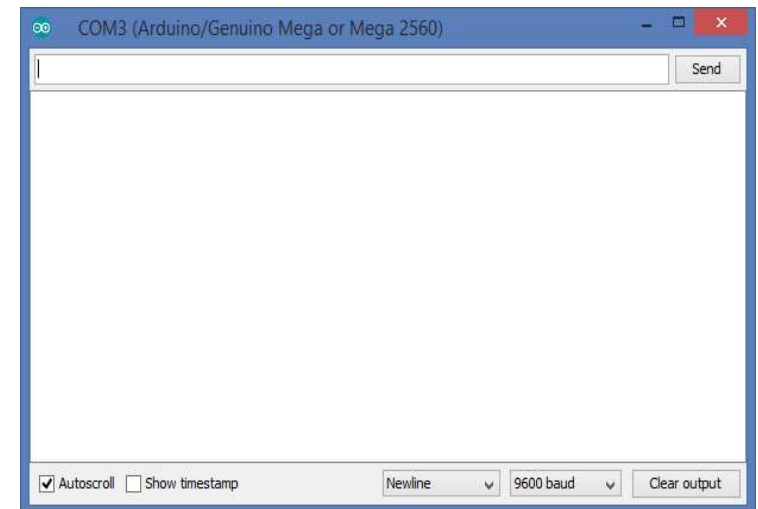 COM3 (Arduino/Genuino Mega or Mega 2560)
Send
Autoscroll Show timestamp Newline 9600 baud Clear output